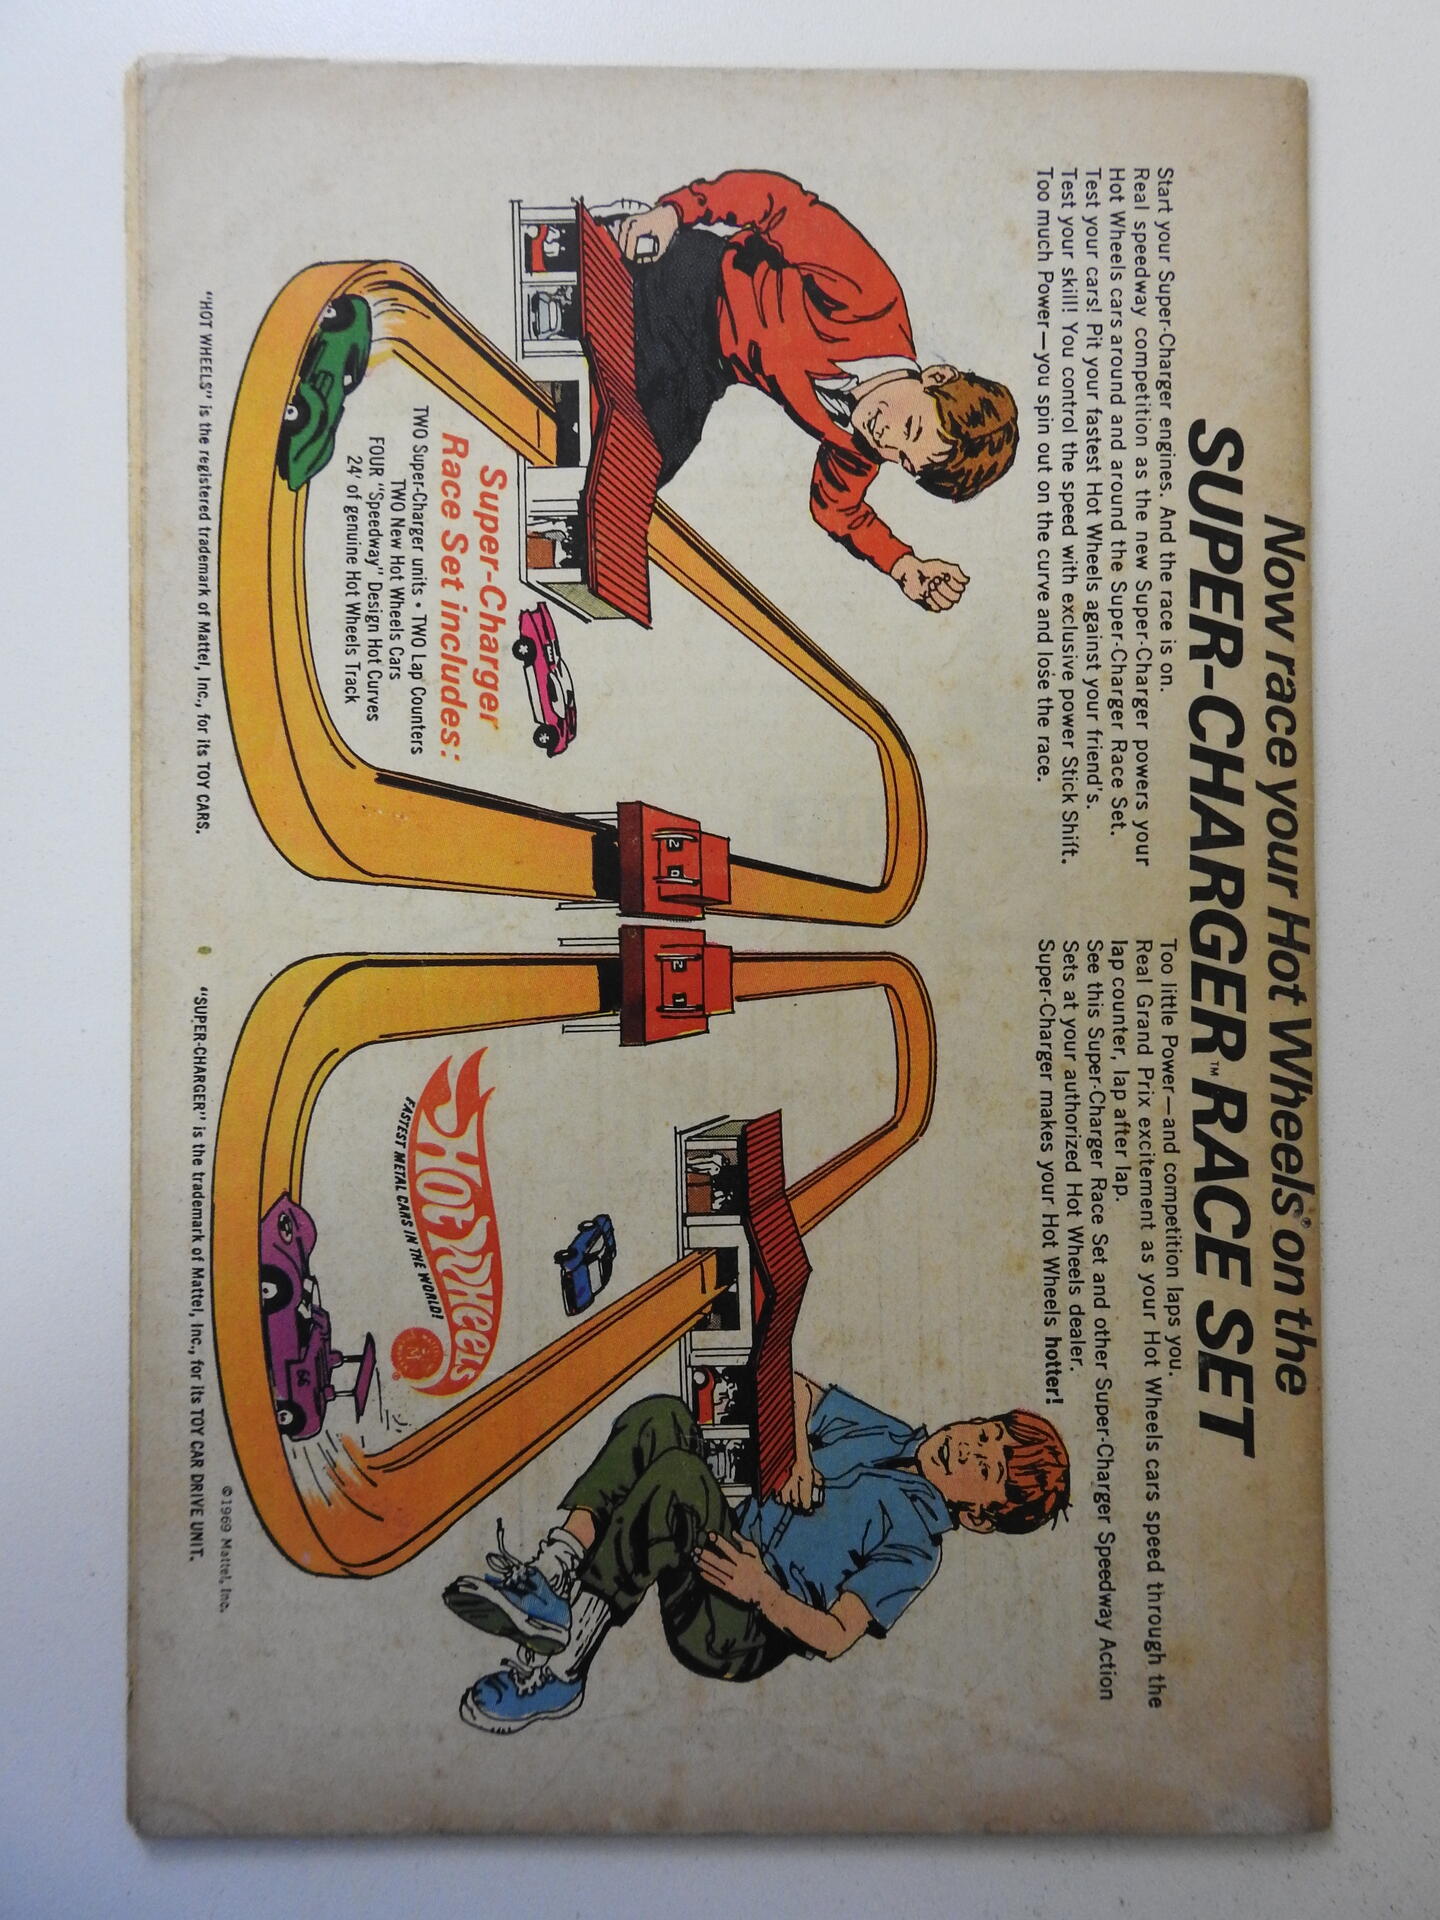 Now race your Hot Wheels® on the
SUPER-CHARGER™ RACE SET
Start your Super-Charger engines. And the race is on.
Real speedway competition as the new Super-Charger powers your
Hot Wheels cars around and around the Super-Charger Race Set.
Test your cars! Pit your fastest Hot Wheels against your friend's.
Test your skill! You control the speed with exclusive power Stick Shift.
Too much Power—you spin out on the curve and lose the race.
Too little Power—and competition laps you.
Real Grand Prix excitement as your Hot Wheels cars speed through the
lap counter, lap after lap.
See this Super-Charger Race Set and other Super-Charger Speedway Action
Sets at your authorized Hot Wheels dealer.
Super-Charger makes your Hot Wheels hotter!
2 0
2 1
Super-Charger
Race Set includes:
TWO Super-Charger units • TWO Lap Counters
TWO New Hot Wheels Cars
FOUR "Speedway" Design Hot Curves
24' of genuine Hot Wheels Track
HOT WHEELS
FASTEST METAL CARS IN THE WORLD!
®
66
©1969 Mattel, Inc.
"HOT WHEELS" is the registered trademark of Mattel, Inc., for its TOY CARS.
"SUPER-CHARGER" is the trademark of Mattel, Inc., for its TOY CAR DRIVE UNIT.